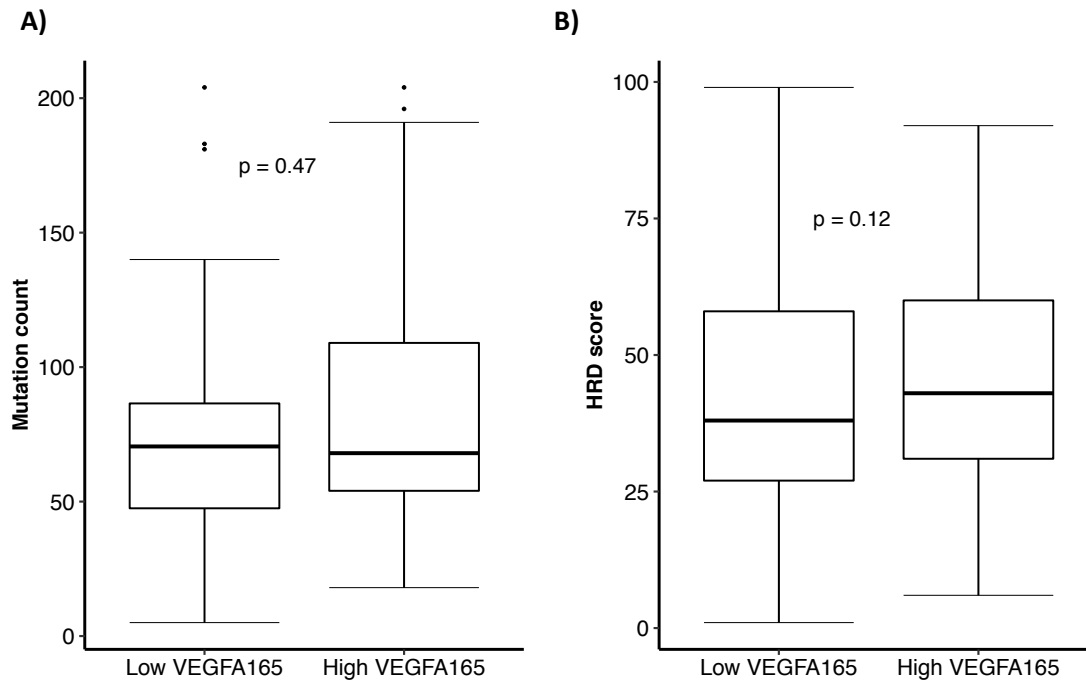 A)
Mutation count
200
150
100
50
0
p = 0.47
Low VEGFA165
High VEGFA165
B)
HRD score
100
75
50
25
0
p = 0.12
Low VEGFA165
High VEGFA165